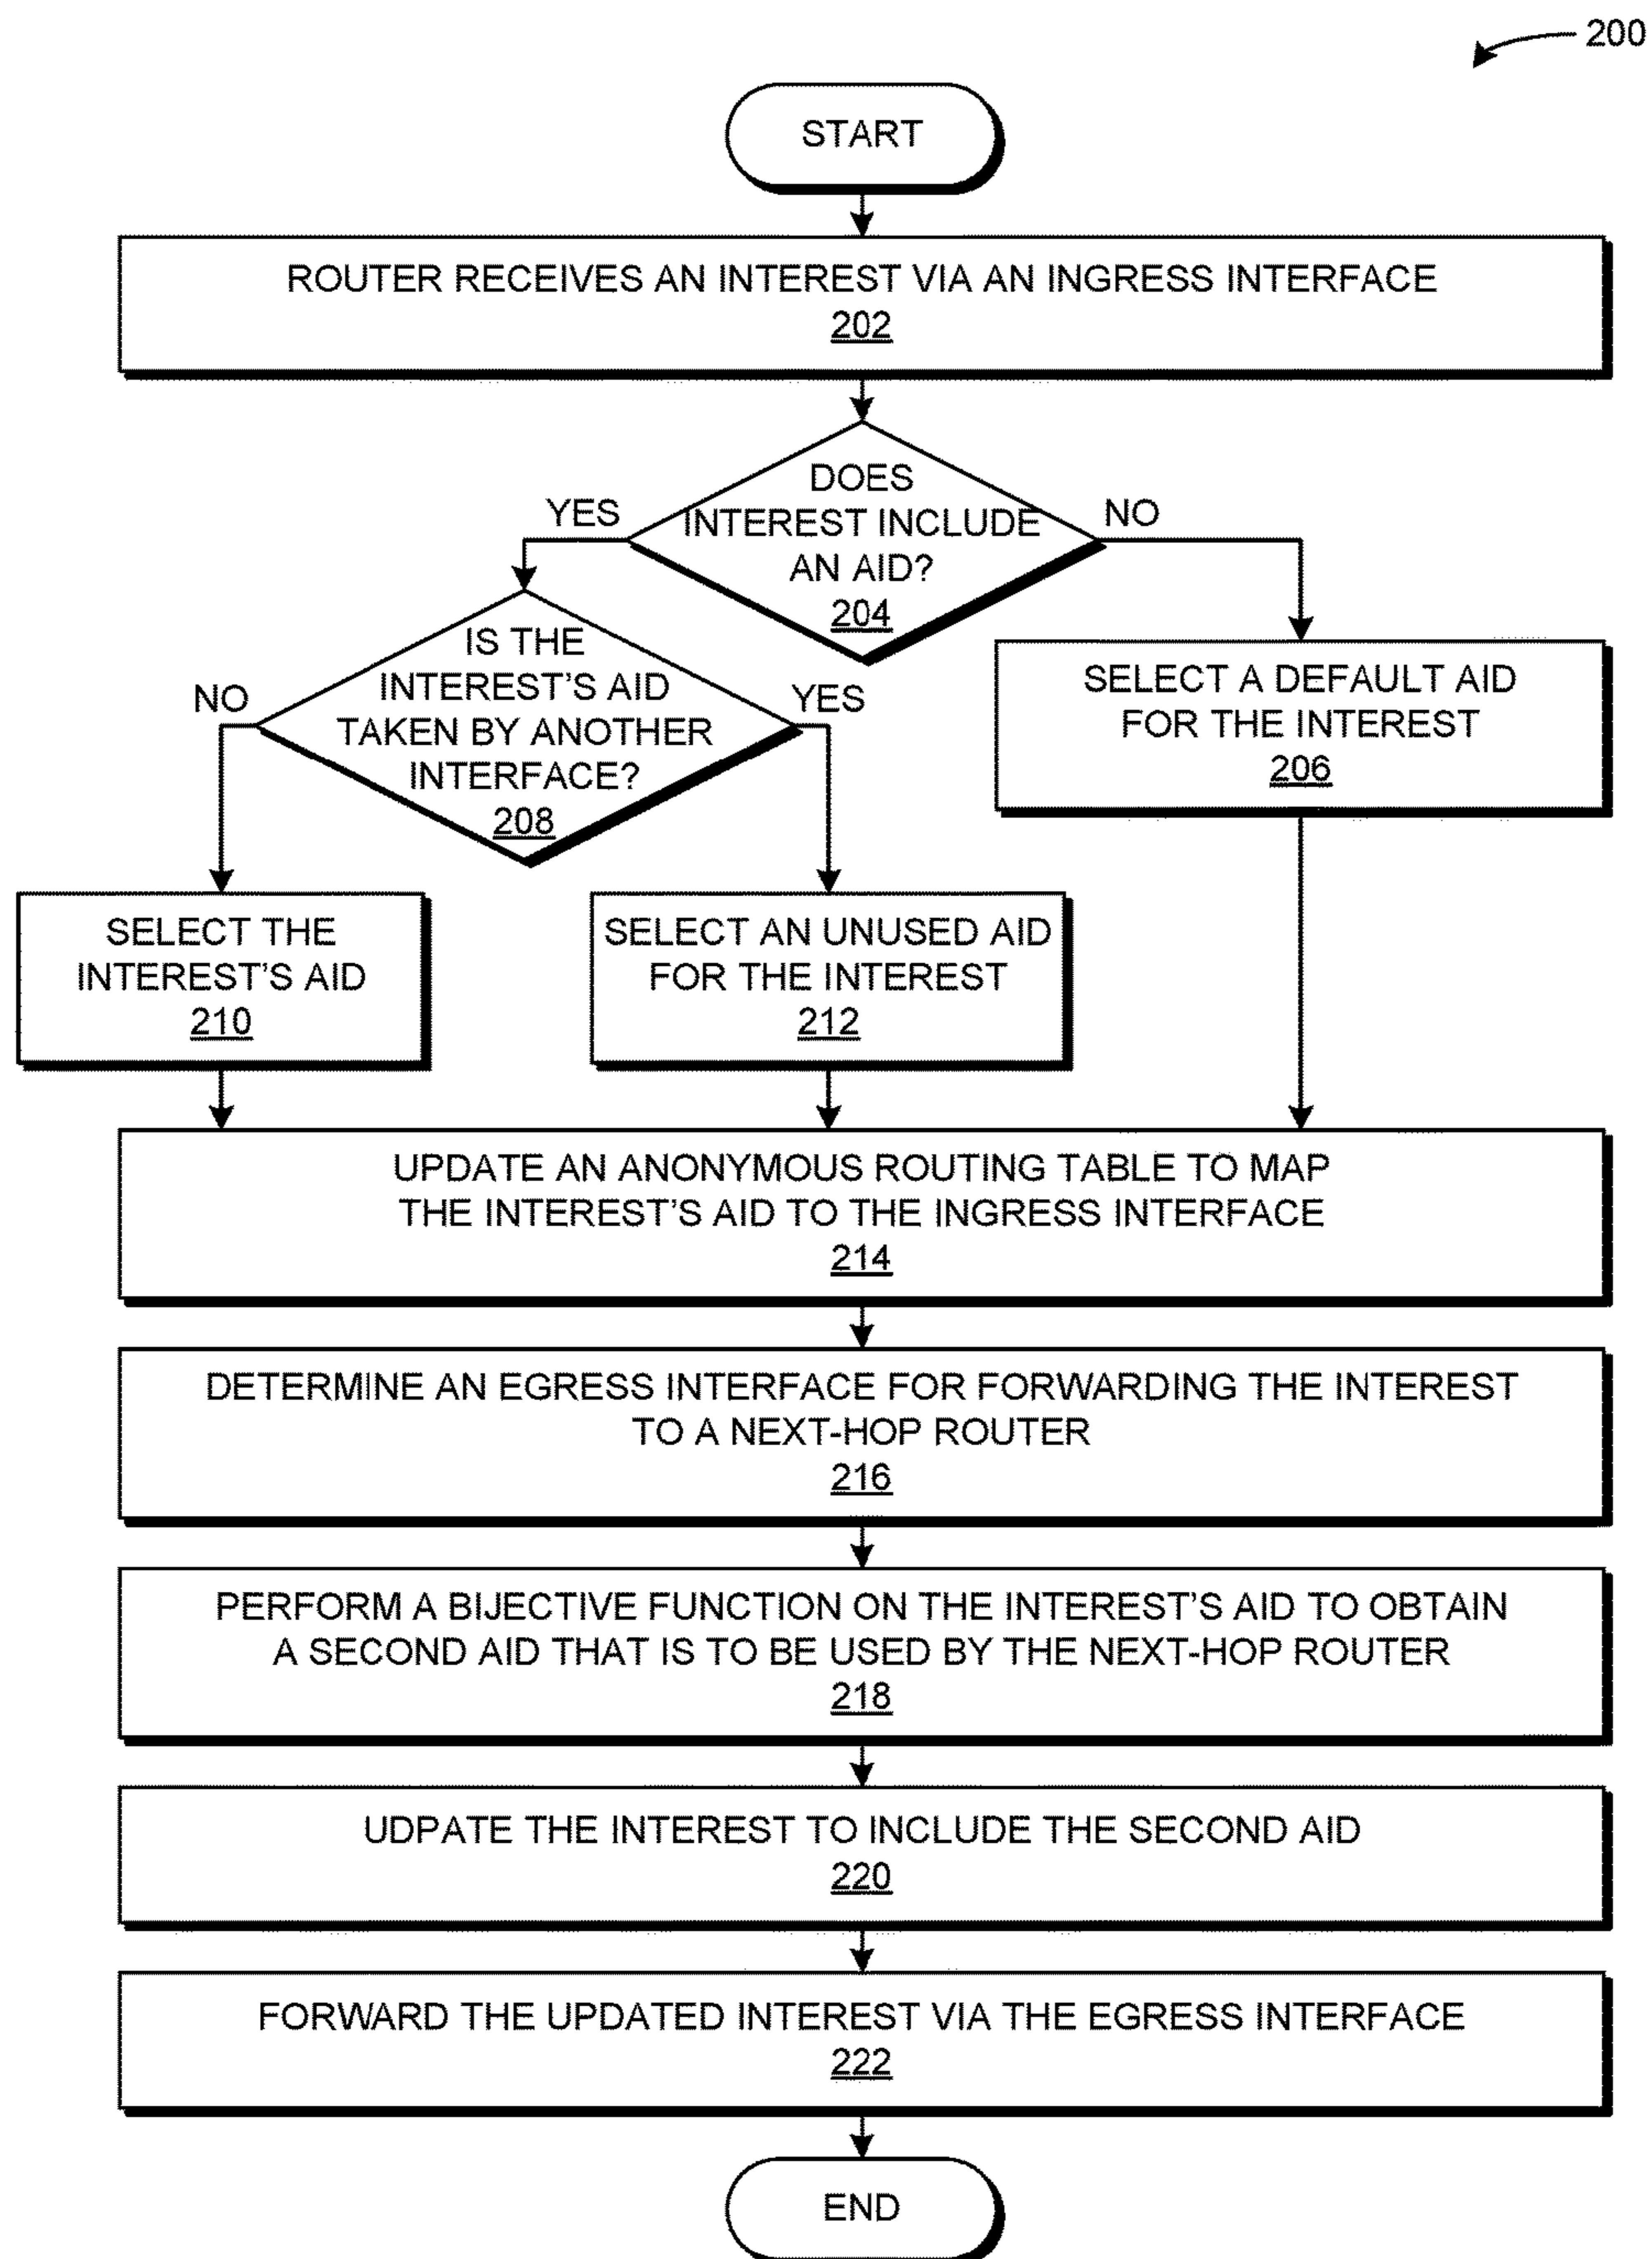 200
START
ROUTER RECEIVES AN INTEREST VIA AN INGRESS INTERFACE
202
DOES
INTEREST INCLUDE
AN AID?
204
YES
NO
IS THE
INTEREST'S AID
TAKEN BY ANOTHER
INTERFACE?
208
NO
YES
SELECT A DEFAULT AID
FOR THE INTEREST
206
SELECT THE
INTEREST'S AID
210
SELECT AN UNUSED AID
FOR THE INTEREST
212
UPDATE AN ANONYMOUS ROUTING TABLE TO MAP
THE INTEREST'S AID TO THE INGRESS INTERFACE
214
DETERMINE AN EGRESS INTERFACE FOR FORWARDING THE INTEREST
TO A NEXT-HOP ROUTER
216
PERFORM A BIJECTIVE FUNCTION ON THE INTEREST'S AID TO OBTAIN
A SECOND AID THAT IS TO BE USED BY THE NEXT-HOP ROUTER
218
UDPATE THE INTEREST TO INCLUDE THE SECOND AID
220
FORWARD THE UPDATED INTEREST VIA THE EGRESS INTERFACE
222
END